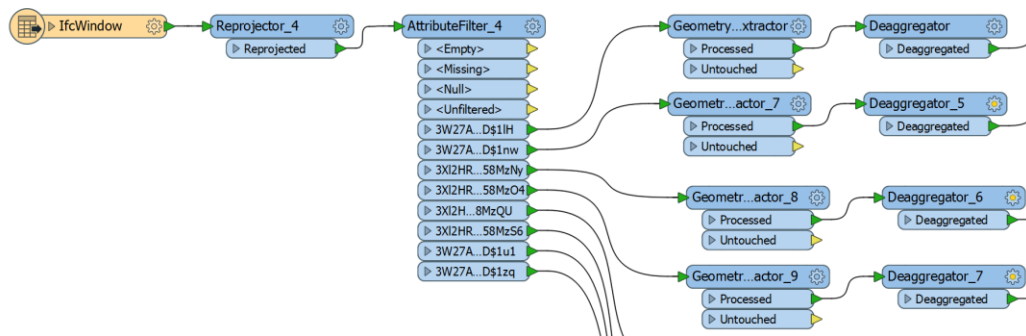 IfcWindow
Reprojector_4
Reprojected
AttributeFilter_4
<Empty>
<Missing>
<Null>
<Unfiltered>
3W27A...D$1lH
3W27A...D$1nw
3Xl2HR...58MzNy
3Xl2HR...58MzO4
3Xl2H...8MzQU
3Xl2HR...58MzS6
3W27A...D$1u1
3W27A...D$1zq
Geometry...xtractor
Processed
Untouched
Deaggregator
Deaggregated
Geometr...actor_7
Processed
Untouched
Deaggregator_5
Deaggregated
Geometr...actor_8
Processed
Untouched
Deaggregator_6
Deaggregated
Geometr...actor_9
Processed
Untouched
Deaggregator_7
Deaggregated